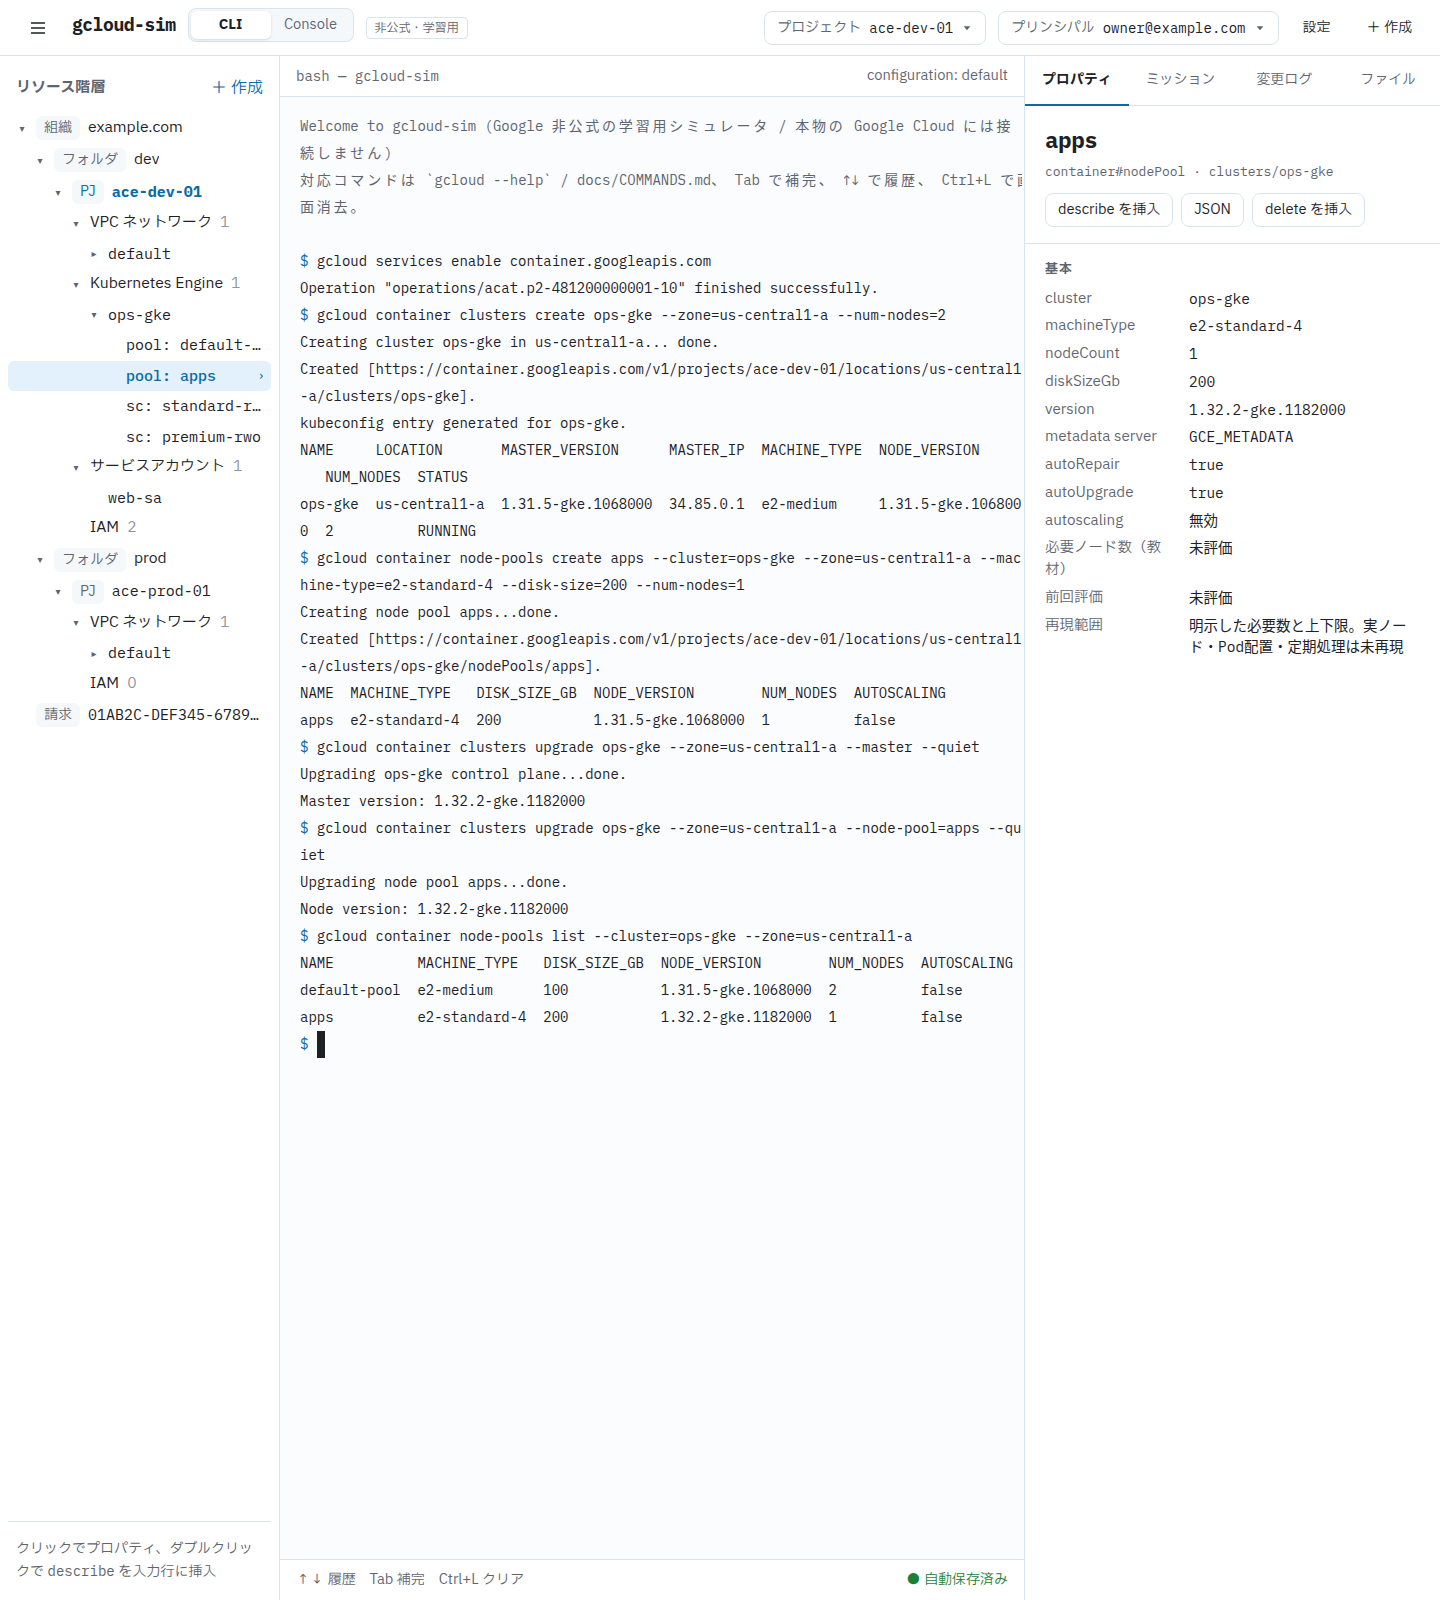 gcloud-sim
CLI
Console
非公式・学習用
プロジェクト ace-dev-01
プリンシパル owner@example.com
設定
＋ 作成
リソース階層
＋ 作成
組織 example.com
フォルダ dev
PJ ace-dev-01
VPC ネットワーク 1
default
Kubernetes Engine 1
ops-gke
pool: default-…
pool: apps ›
sc: standard-r…
sc: premium-rwo
サービスアカウント 1
web-sa
IAM 2
フォルダ prod
PJ ace-prod-01
VPC ネットワーク 1
default
IAM 0
請求 01AB2C-DEF345-6789…
クリックでプロパティ、ダブルクリッ
クで describe を入力行に挿入
bash — gcloud-sim
configuration: default
Welcome to gcloud-sim (Google 非公式の学習用シミュレータ / 本物の Google Cloud には接
続しません)
対応コマンドは `gcloud --help` / docs/COMMANDS.md、 Tab で補完、 ↑↓ で履歴、 Ctrl+L で画
面消去。
$ gcloud services enable container.googleapis.com
Operation "operations/acat.p2-481200000001-10" finished successfully.
$ gcloud container clusters create ops-gke --zone=us-central1-a --num-nodes=2
Creating cluster ops-gke in us-central1-a... done.
Created [https://container.googleapis.com/v1/projects/ace-dev-01/locations/us-central1
-a/clusters/ops-gke].
kubeconfig entry generated for ops-gke.
NAME     LOCATION       MASTER_VERSION      MASTER_IP  MACHINE_TYPE  NODE_VERSION
   NUM_NODES  STATUS
ops-gke  us-central1-a  1.31.5-gke.1068000  34.85.0.1  e2-medium     1.31.5-gke.106800
0  2          RUNNING
$ gcloud container node-pools create apps --cluster=ops-gke --zone=us-central1-a --mac
hine-type=e2-standard-4 --disk-size=200 --num-nodes=1
Creating node pool apps...done.
Created [https://container.googleapis.com/v1/projects/ace-dev-01/locations/us-central1
-a/clusters/ops-gke/nodePools/apps].
NAME  MACHINE_TYPE   DISK_SIZE_GB  NODE_VERSION        NUM_NODES  AUTOSCALING
apps  e2-standard-4  200           1.31.5-gke.1068000  1          false
$ gcloud container clusters upgrade ops-gke --zone=us-central1-a --master --quiet
Upgrading ops-gke control plane...done.
Master version: 1.32.2-gke.1182000
$ gcloud container clusters upgrade ops-gke --zone=us-central1-a --node-pool=apps --qu
iet
Upgrading node pool apps...done.
Node version: 1.32.2-gke.1182000
$ gcloud container node-pools list --cluster=ops-gke --zone=us-central1-a
NAME          MACHINE_TYPE   DISK_SIZE_GB  NODE_VERSION        NUM_NODES  AUTOSCALING
default-pool  e2-medium      100           1.31.5-gke.1068000  2          false
apps          e2-standard-4  200           1.32.2-gke.1182000  1          false
$
↑↓ 履歴 Tab 補完 Ctrl+L クリア
● 自動保存済み
プロパティ
ミッション
変更ログ
ファイル
apps
container#nodePool · clusters/ops-gke
describe を挿入
JSON
delete を挿入
基本
cluster ops-gke
machineType e2-standard-4
nodeCount 1
diskSizeGb 200
version 1.32.2-gke.1182000
metadata server GCE_METADATA
autoRepair true
autoUpgrade true
autoscaling 無効
必要ノード数（教 未評価
材）
前回評価 未評価
再現範囲 明示した必要数と上下限。実ノー
ド・Pod配置・定期処理は未再現